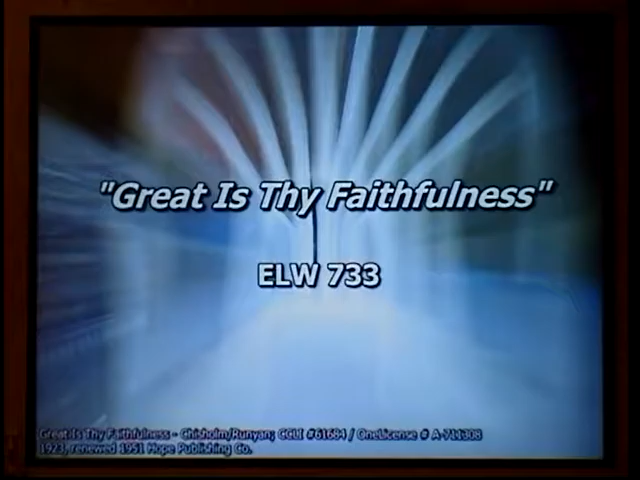 "Great Is Thy Faithfulness"
ELW 733
Great Is Thy Faithfulness - Chisholm/Runyan; CCLI #61684 / OneLicense # A-711308
1923, renewed 1951 Hope Publishing Co.